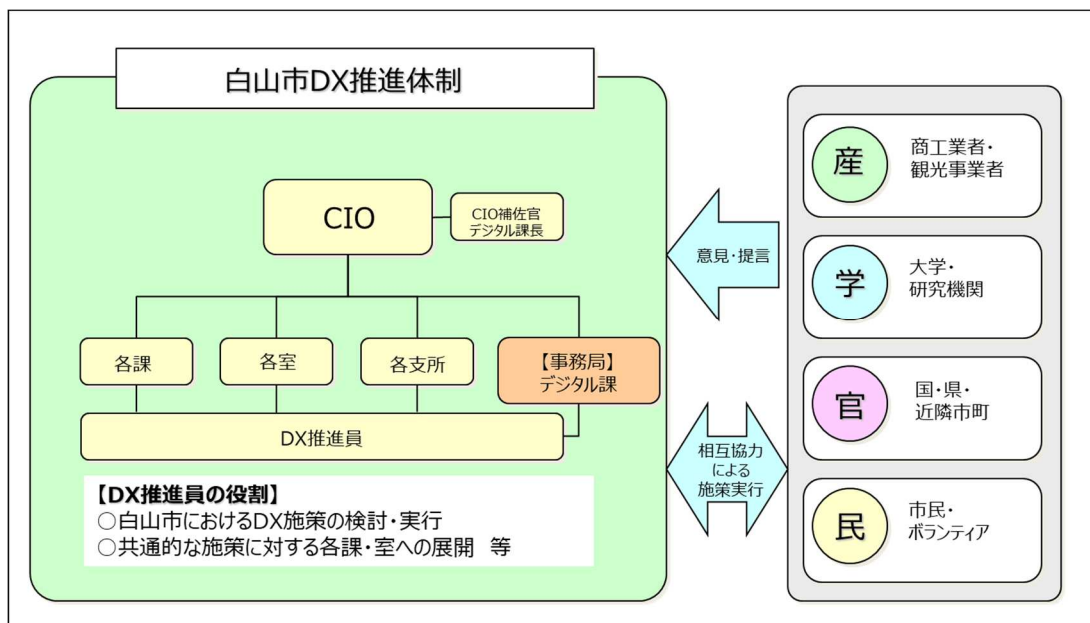 白山市DX推進体制
CIO
CIO補佐官
デジタル課長
各課
各室
各支所
【事務局】
デジタル課
DX推進員
【DX推進員の役割】
○白山市におけるDX施策の検討・実行
○共通的な施策に対する各課・室への展開　等
意見・提言
相互協力
による
施策実行
産
商工業者・
観光事業者
学
大学・
研究機関
官
国・県・
近隣市町
民
市民・
ボランティア